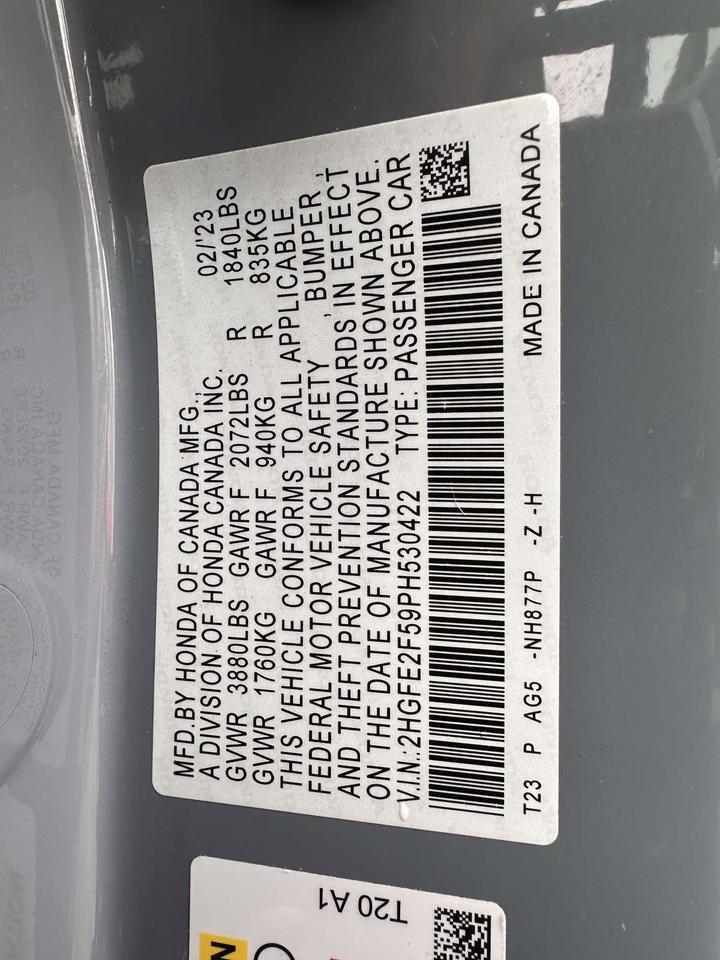 MFD.BY HONDA OF CANADA MFG., 02/'23
A DIVISION OF HONDA CANADA INC.
GVWR 3880LBS GAWR F 2072LBS R 1840LBS
GVWR 1760KG GAWR F 940KG R 835KG
THIS VEHICLE CONFORMS TO ALL APPLICABLE
FEDERAL MOTOR VEHICLE SAFETY , BUMPER ,
AND THEFT PREVENTION STANDARDS IN EFFECT
ON THE DATE OF MANUFACTURE SHOWN ABOVE.
V.I.N.:2HGFE2F59PH530422 TYPE: PASSENGER CAR
T23 P AG5 -NH877P -Z -H MADE IN CANADA
T20 A1